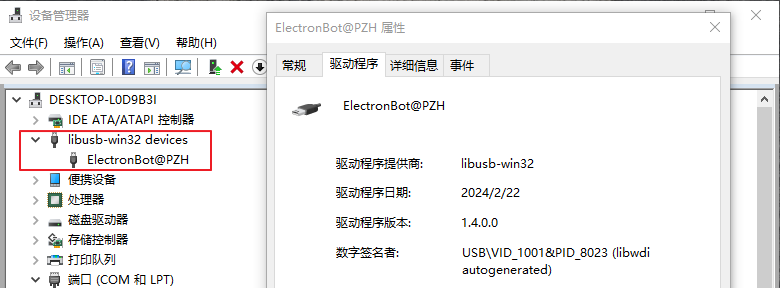 设备管理器
文件(F) 操作(A) 查看(V) 帮助(H)
DESKTOP-L0D9B3I
IDE ATA/ATAPI 控制器
libusb-win32 devices
ElectronBot@PZH
便携设备
处理器
磁盘驱动器
存储控制器
打印队列
端口 (COM 和 LPT)
ElectronBot@PZH 属性
常规 驱动程序 详细信息 事件
ElectronBot@PZH
驱动程序提供商: libusb-win32
驱动程序日期: 2024/2/22
驱动程序版本: 1.4.0.0
数字签名者: USB\VID_1001&PID_8023 (libwdi
autogenerated)